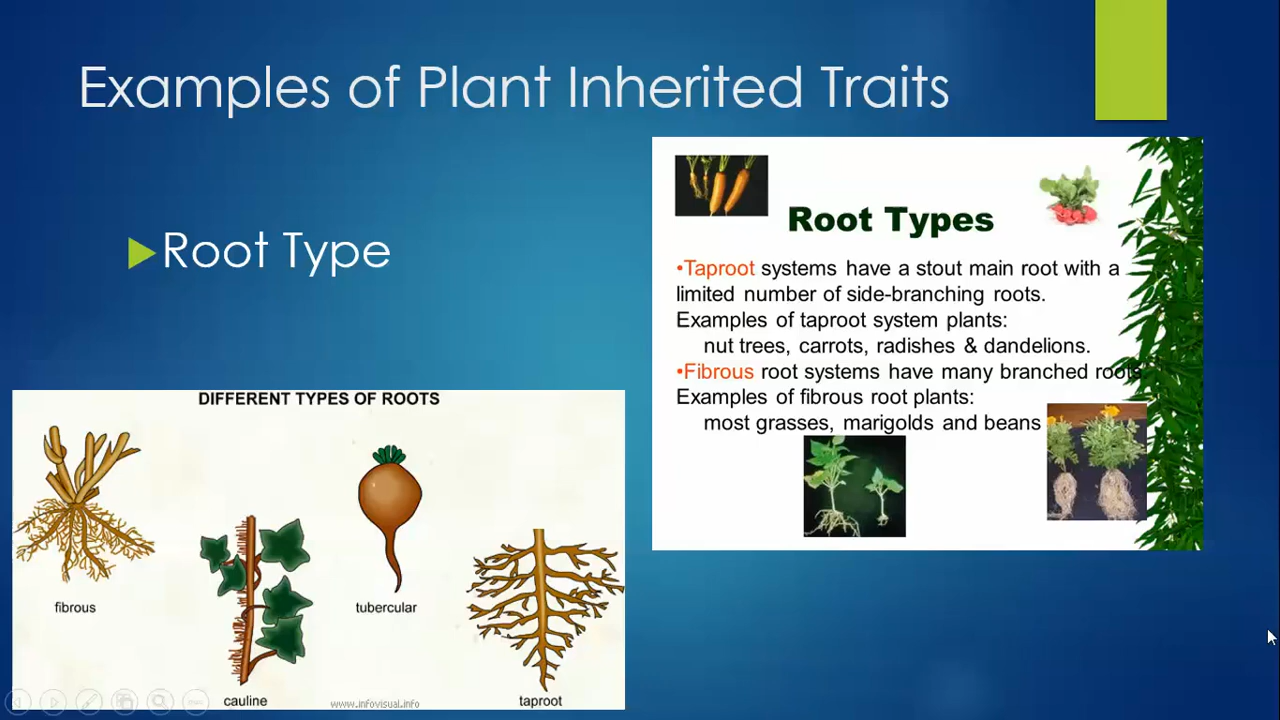 Examples of Plant Inherited Traits
Root Type
Root Types
•Taproot systems have a stout main root with a
limited number of side-branching roots.
Examples of taproot system plants:
nut trees, carrots, radishes & dandelions.
•Fibrous root systems have many branched roots.
Examples of fibrous root plants:
most grasses, marigolds and beans
DIFFERENT TYPES OF ROOTS
fibrous
tubercular
cauline
www.infovisual.info
taproot